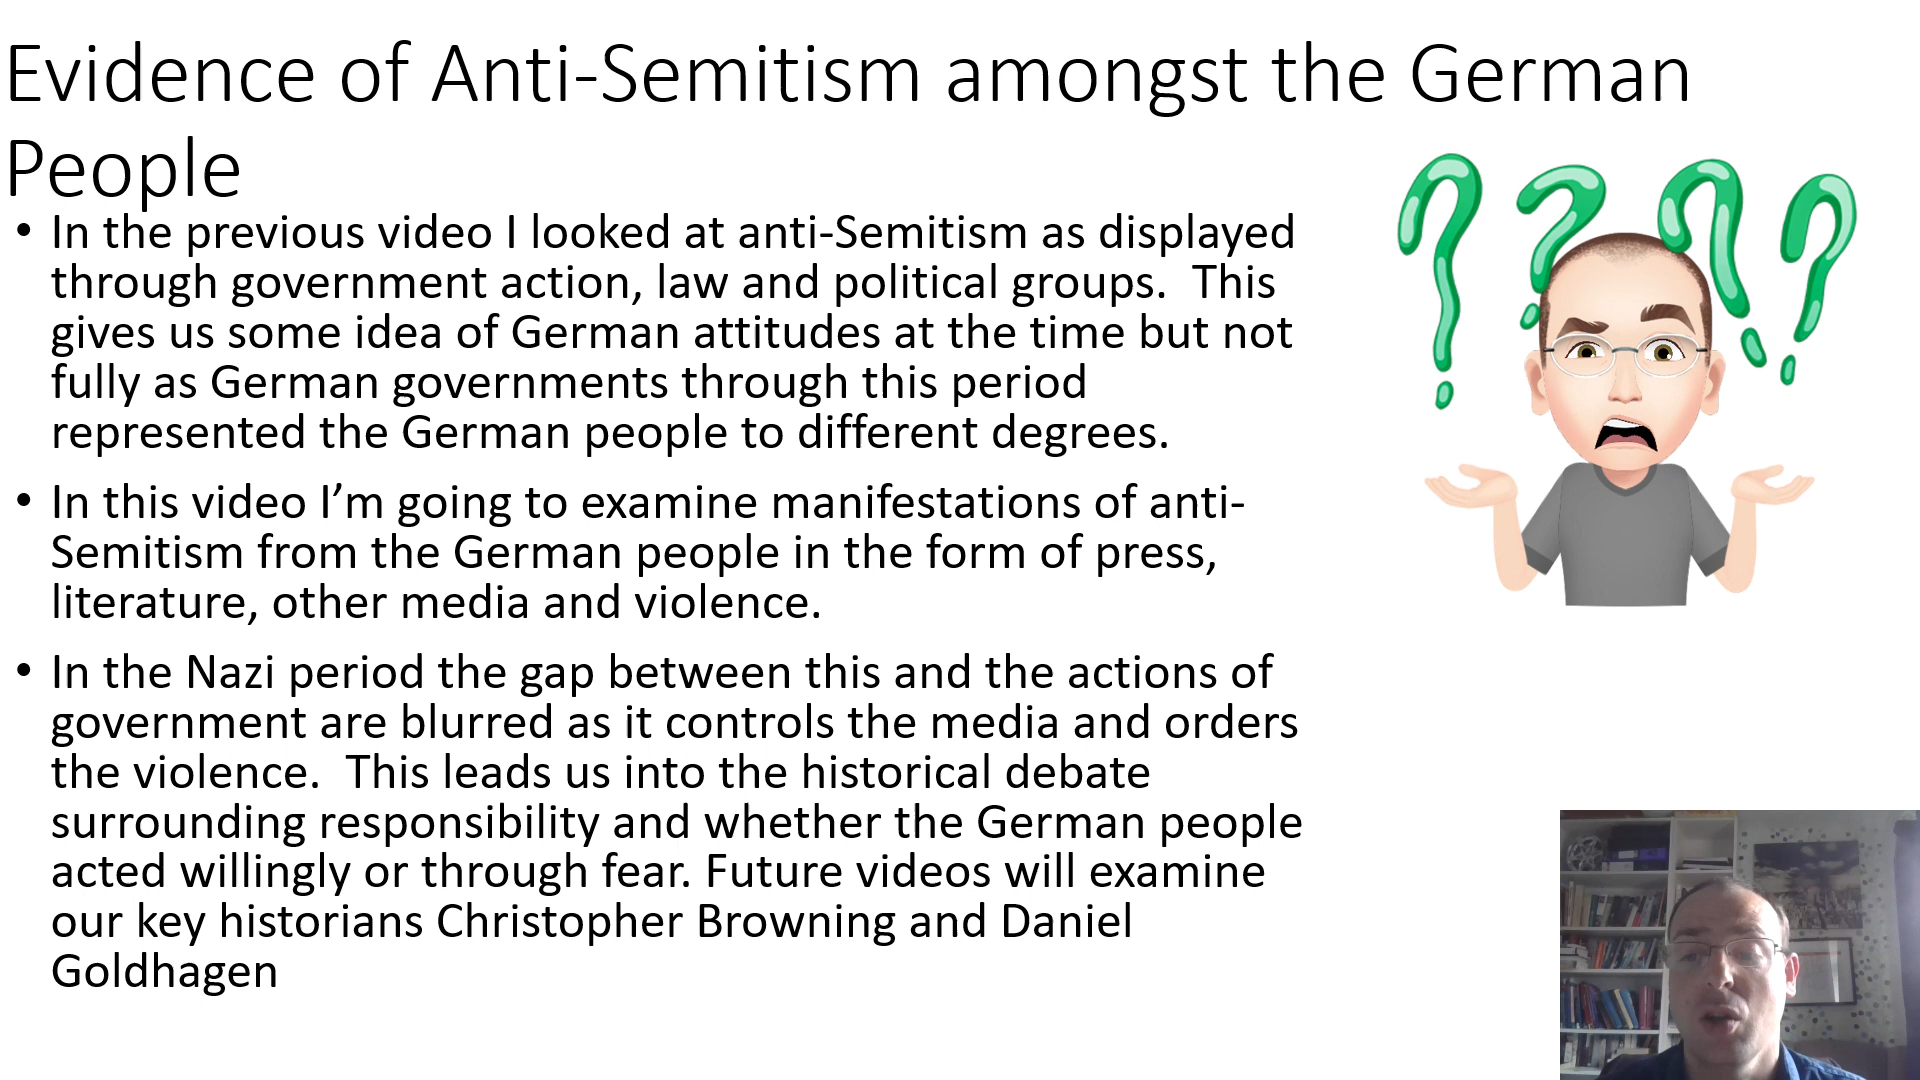 Evidence of Anti-Semitism amongst the German
People
• In the previous video I looked at anti-Semitism as displayed
through government action, law and political groups.  This
gives us some idea of German attitudes at the time but not
fully as German governments through this period
represented the German people to different degrees.
• In this video I’m going to examine manifestations of anti-
Semitism from the German people in the form of press,
literature, other media and violence.
• In the Nazi period the gap between this and the actions of
government are blurred as it controls the media and orders
the violence.  This leads us into the historical debate
surrounding responsibility and whether the German people
acted willingly or through fear. Future videos will examine
our key historians Christopher Browning and Daniel
Goldhagen